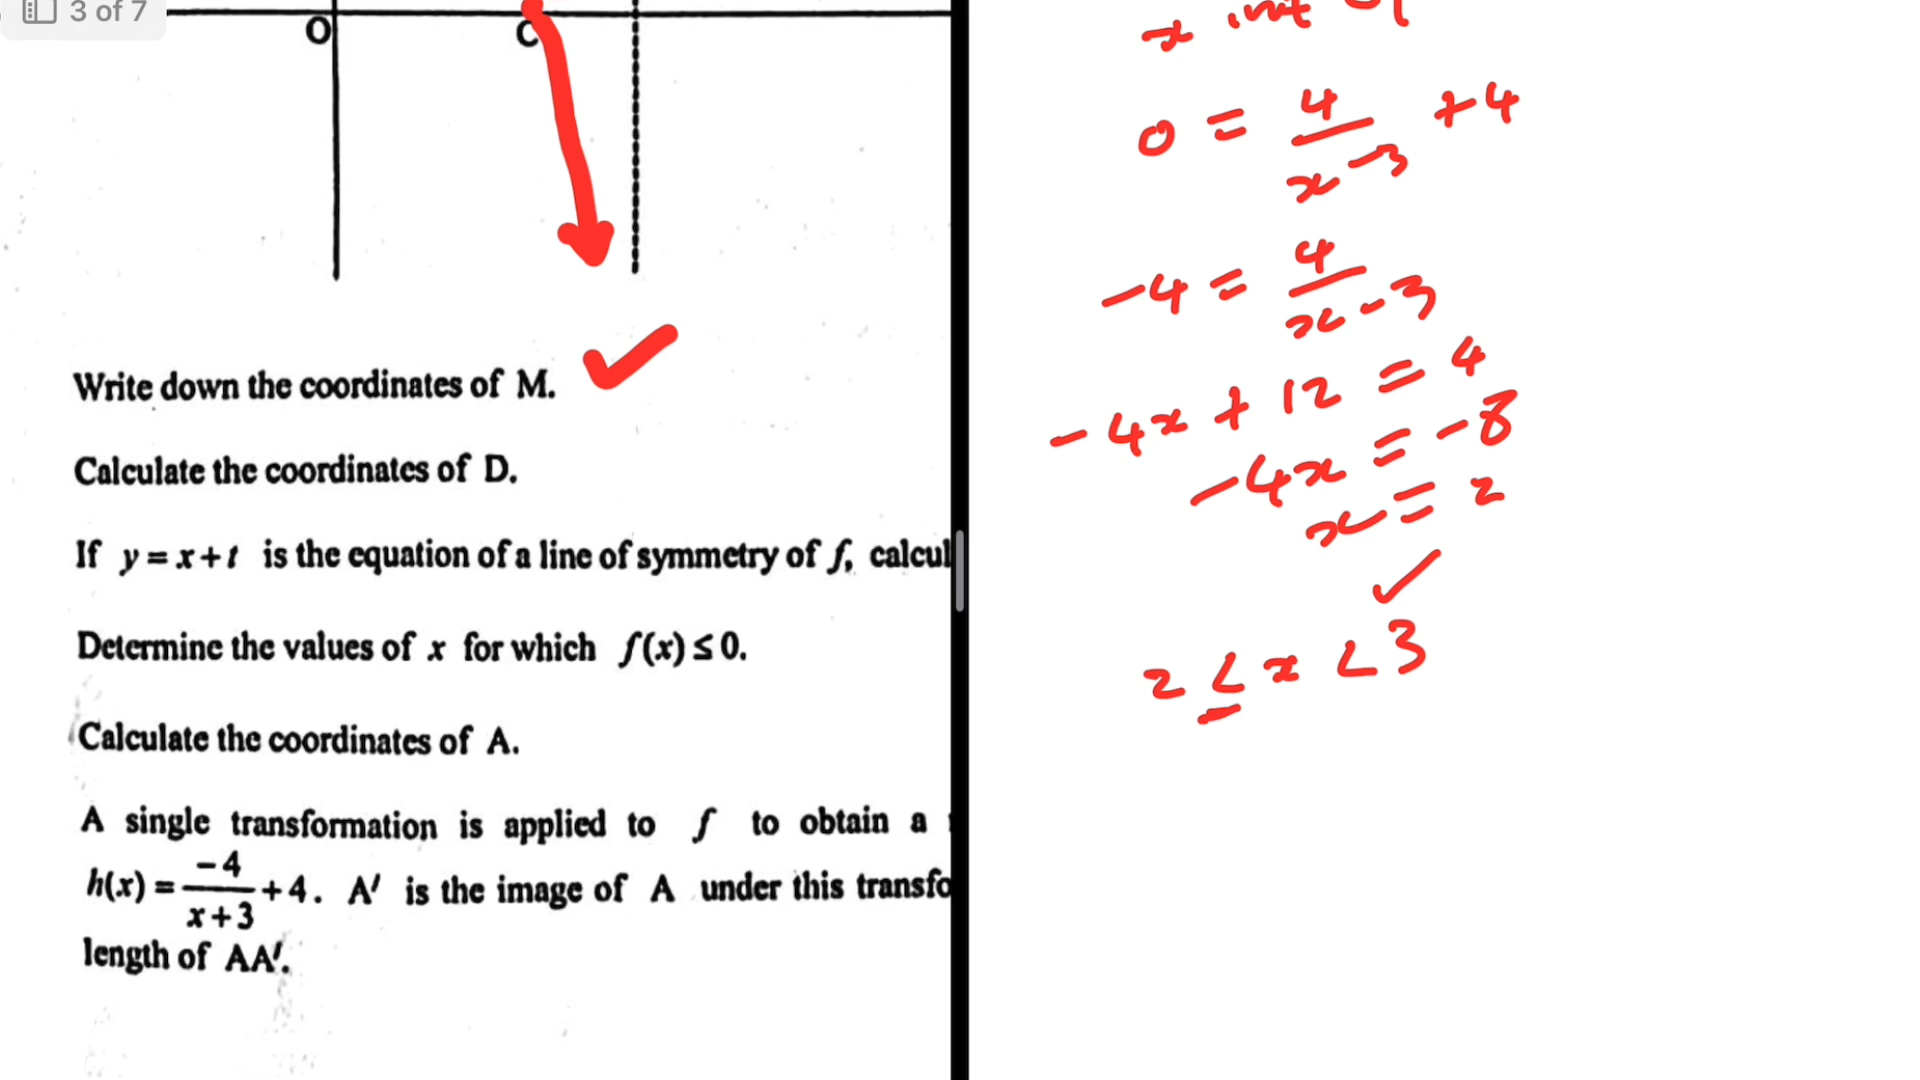 3 of 7
O C
Write down the coordinates of M.
Calculate the coordinates of D.
If y = x + t is the equation of a line of symmetry of f, calcul
Determine the values of x for which f(x) ≤ 0.
Calculate the coordinates of A.
A single transformation is applied to f to obtain a
h(x) = -4/(x+3) + 4. A′ is the image of A under this transfo
length of AA′.
x int
0 = 4/(x-3) + 4
-4 = 4/(x-3)
-4x + 12 = 4
-4x = -8
x = 2
2 ≤ x < 3